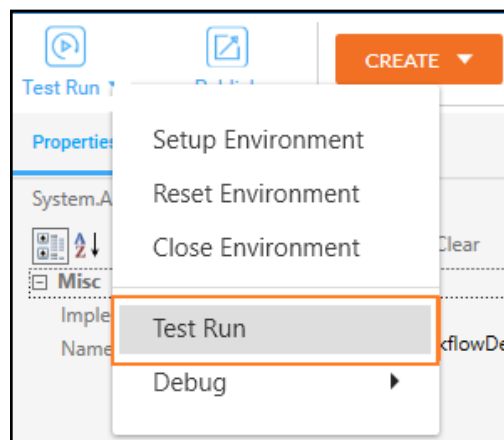 CREATE
Test Run
Properties
Setup Environment
System.A
Reset Environment
Close Environment
Clear
Misc
Imple
Test Run
Name
kflowDe
Debug